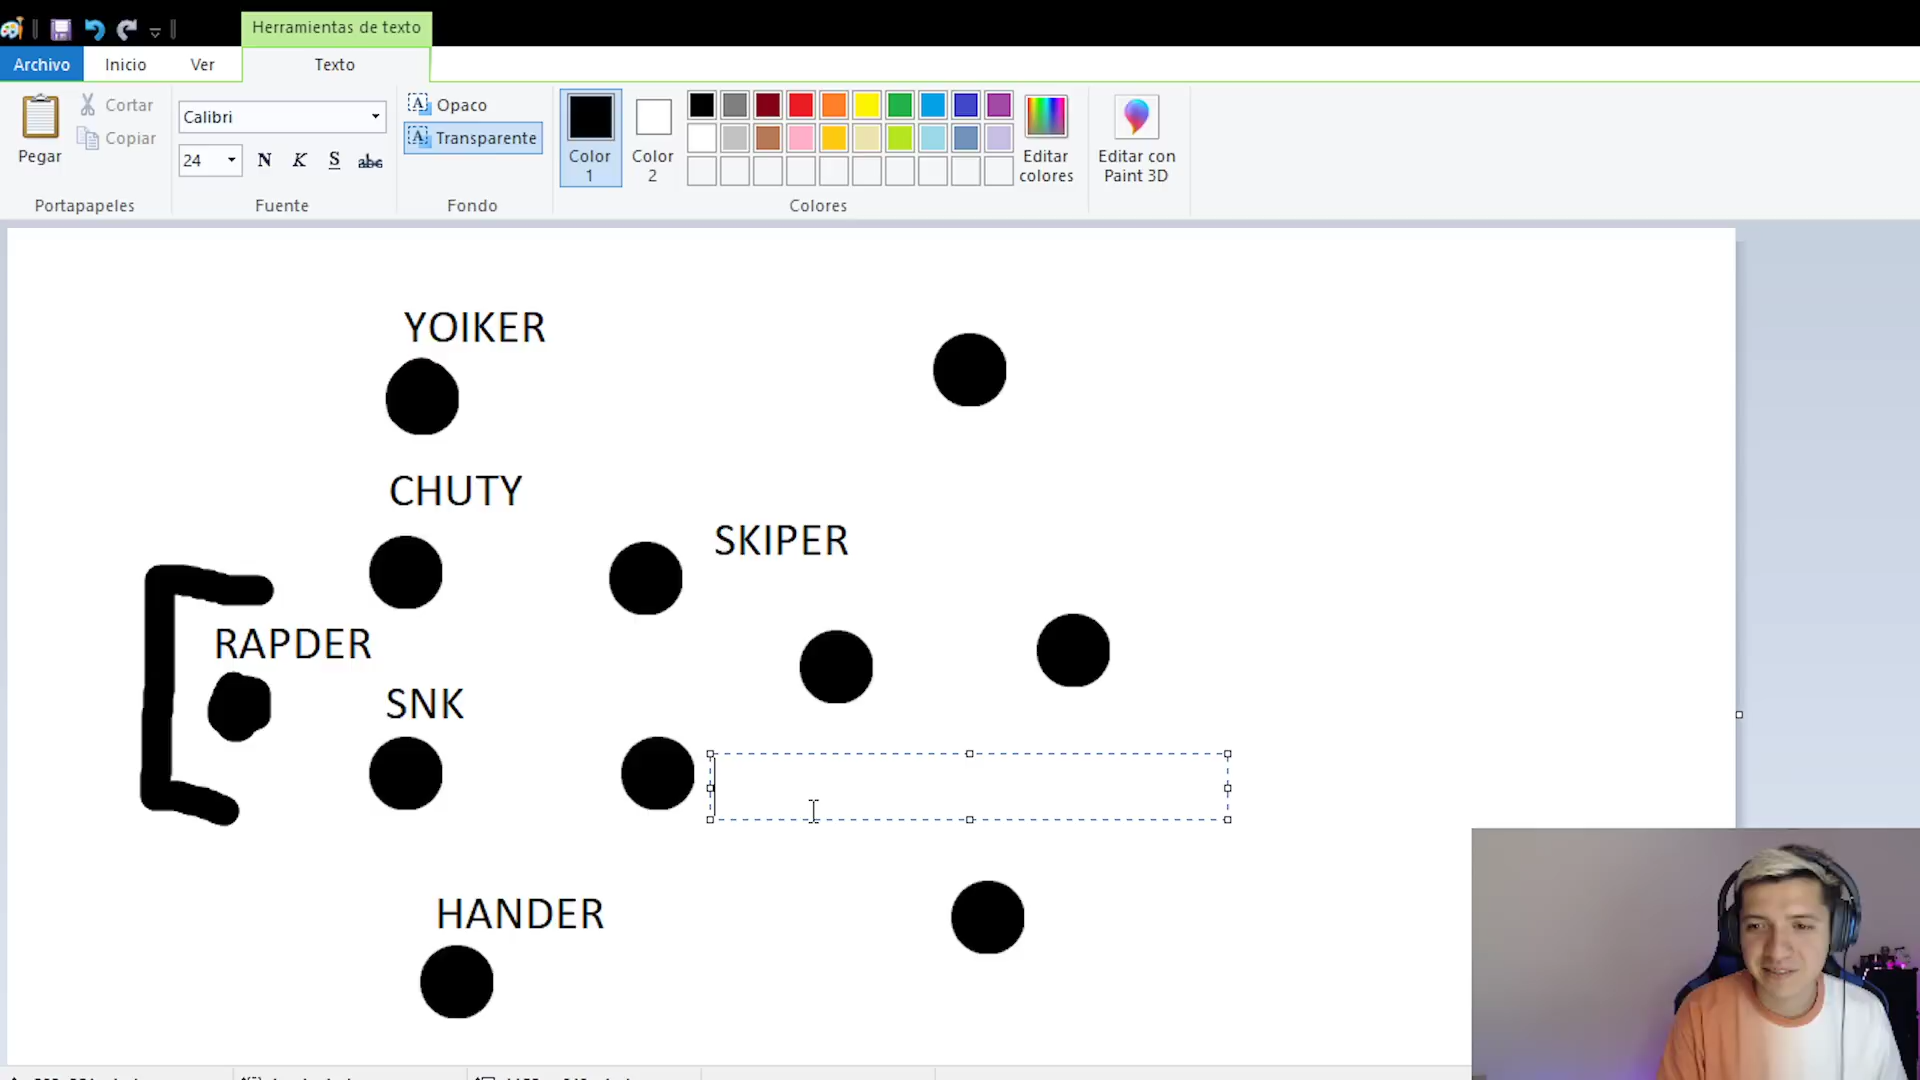 Herramientas de texto
Archivo
Inicio
Ver
Texto
Pegar
Cortar
Copiar
Portapapeles
Calibri
24
N
K
S
abc
Fuente
Opaco
Transparente
Fondo
Color
1
Color
2
Editar
colores
Colores
Editar con
Paint 3D
YOIKER
CHUTY
SKIPER
RAPDER
SNK
HANDER